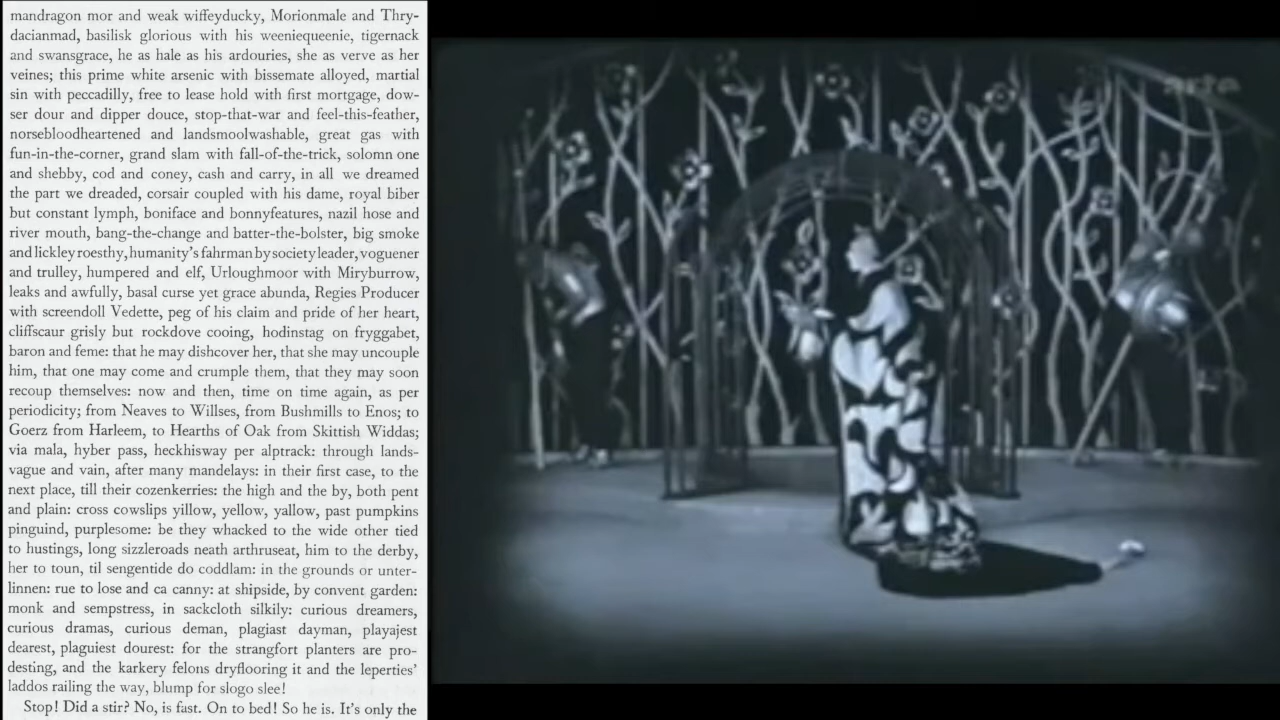 mandragon mor and weak wiffeyducky, Morionmale and Thry-
dacianmad, basilisk glorious with his weeniequeenie, tigernack
and swansgrace, he as hale as his ardouries, she as verve as her
veines; this prime white arsenic with bissemate alloyed, martial
sin with peccadilly, free to lease hold with first mortgage, dow-
ser dour and dipper douce, stop-that-war and feel-this-feather,
norsebloodheartened and landsmoolwashable, great gas with
fun-in-the-corner, grand slam with fall-of-the-trick, solomn one
and shebby, cod and coney, cash and carry, in all we dreamed
the part we dreaded, corsair coupled with his dame, royal biber
but constant lymph, boniface and bonnyfeatures, nazil hose and
river mouth, bang-the-change and batter-the-bolster, big smoke
and lickley roesthy, humanity's fahrman by society leader, voguener
and trulley, humpered and elf, Urloughmoor with Miryburrow,
leaks and awfully, basal curse yet grace abunda, Regies Producer
with screendoll Vedette, peg of his claim and pride of her heart,
cliffscaur grisly but rockdove cooing, hodinstag on fryggabet,
baron and feme: that he may dishcover her, that she may uncouple
him, that one may come and crumple them, that they may soon
recoup themselves: now and then, time on time again, as per
periodicity; from Neaves to Willses, from Bushmills to Enos; to
Goerz from Harleem, to Hearths of Oak from Skittish Widdas;
via mala, hyber pass, heckhisway per alptrack: through lands-
vague and vain, after many mandelays: in their first case, to the
next place, till their cozenkerries: the high and the by, both pent
and plain: cross cowslips yillow, yellow, yallow, past pumpkins
pinguind, purplesome: be they whacked to the wide other tied
to hustings, long sizzleroads neath arthruseat, him to the derby,
her to toun, til sengentide do coddlam: in the grounds or unter-
linnen: rue to lose and ca canny: at shipside, by convent garden:
monk and sempstress, in sackcloth silkily: curious dreamers,
curious dramas, curious deman, plagiast dayman, playajest
dearest, plaguiest dourest: for the strangfort planters are pro-
desting, and the karkery felons dryflooring it and the leperties'
laddos railing the way, blump for slogo slee!
Stop! Did a stir? No, is fast. On to bed! So he is. It's only the
arte